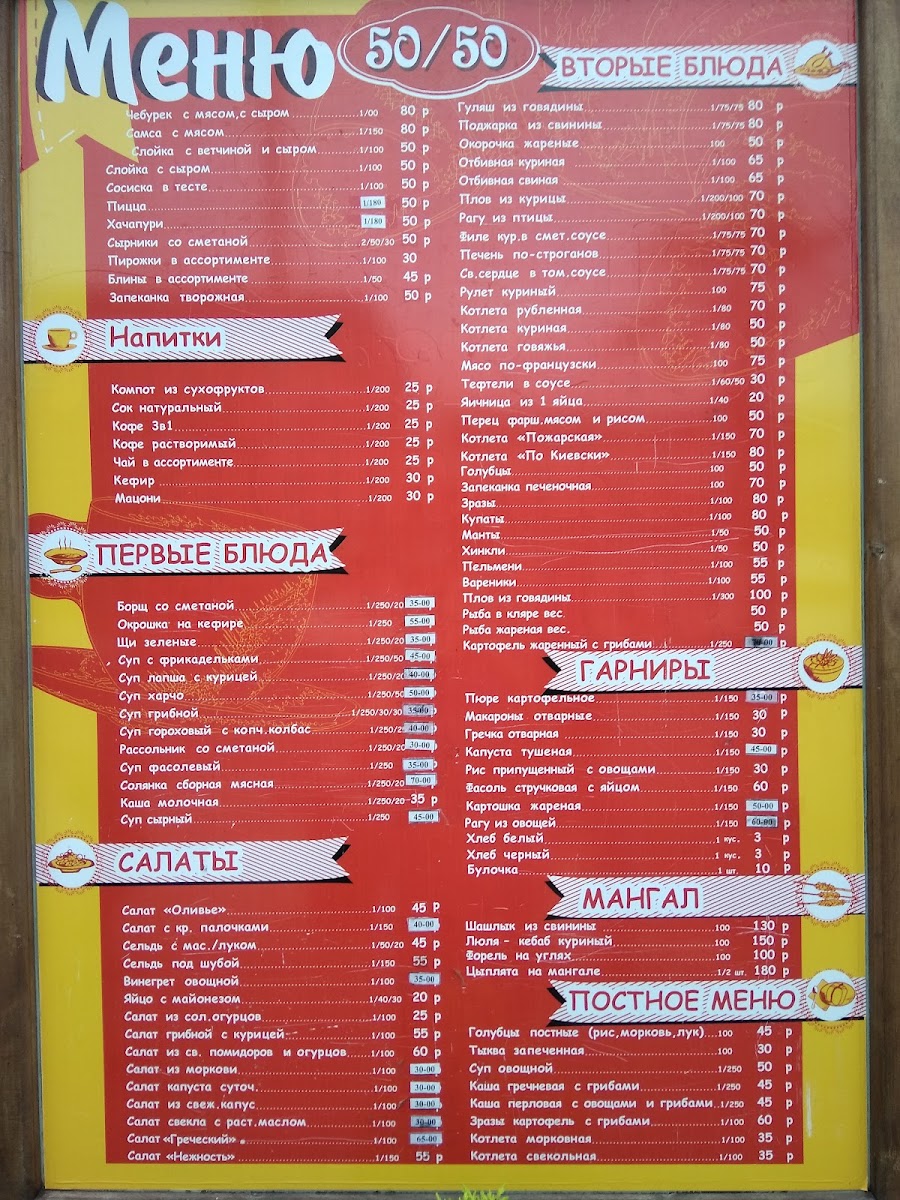 Меню
50/50
Чебурек с мясом,с сыром 1/00 80 р
Самса с мясом 1/150 80 р
Слойка с ветчиной и сыром 1/100 50 р
Слойка с сыром 1/100 50 р
Сосиска в тесте 1/100 50 р
Пицца 1/180 50 р
Хачапури 1/180 50 р
Сырники со сметаной 2/50/30 50 р
Пирожки в ассортименте 1/100 30
Блины в ассортименте 1/50 45 р
Запеканка творожная 1/100 50 р
Напитки
Компот из сухофруктов 1/200 25 р
Сок натуральный 1/200 25 р
Кофе 3в1 1/200 25 р
Кофе растворимый 1/200 25 р
Чай в ассортименте 1/200 25 р
Кефир 1/200 30 р
Мацони 1/200 30 р
ПЕРВЫЕ БЛЮДА
Борщ со сметаной 1/250/20 35-00
Окрошка на кефире 1/250 55-00
Щи зеленые 1/250/20 35-00
Суп с фрикадельками 1/250/50 45-00
Суп лапша с курицей 1/250/20 40-00
Суп харчо 1/250/50 50-00
Суп грибной 1/250/30/30 35-00
Суп гороховый с копч.колбас 1/250/25 40-00
Рассольник со сметаной 1/250/20 30-00
Суп фасолевый 1/250 35-00
Солянка сборная мясная 1/250/20 70-00
Каша молочная 1/250/20 35 р
Суп сырный 1/250 45-00
САЛАТЫ
Салат «Оливье» 1/100 45 Р
Салат с кр. палочками 1/150 40-00
Сельдь с мас./луком 1/50/20 45 р
Сельдь под шубой 1/150 55 р
Винегрет овощной 1/100 35-00
Яйцо с майонезом 1/40/30 20 р
Салат из сол.огурцов 1/100 25 р
Салат грибной с курицей 1/100 55 р
Салат из св. помидоров и огурцов 1/100 60 р
Салат из моркови 1/100 30-00
Салат капуста суточ. 1/100 30-00
Салат из свеж.капус 1/100 30-00
Салат свекла с раст.маслом 1/100 30-00
Салат «Греческий» 1/100 65-00
Салат «Нежность» 1/150 55 р
ВТОРЫЕ БЛЮДА
Гуляш из говядины 1/75/75 80 р
Поджарка из свинины 1/75/75 80 р
Окорочка жареные 100 50 р
Отбивная куриная 1/100 65 р
Отбивная свиная 1/100 65 р
Плов из курицы 1/200/100 70 р
Рагу из птицы 1/200/100 70 р
Филе кур.в смет.соусе 1/75/75 70 р
Печень по-строганов 1/75/75 70 р
Св.сердце в том.соусе 1/75/75 70 р
Рулет куриный 100 75 р
Котлета рубленная 1/80 70 р
Котлета куриная 1/80 50 р
Котлета говяжья 1/80 50 р
Мясо по-французски 100 75 р
Тефтели в соусе 1/60/50 30 р
Яичница из 1 яйца 1/40 20 р
Перец фарш.мясом и рисом 100 50 р
Котлета «Пожарская» 1/150 70 р
Котлета «По Киевски» 1/150 80 р
Голубцы 100 50 р
Запеканка печеночная 100 70 р
Зразы 1/100 80 р
Купаты 1/100 80 р
Манты 1/50 50 р
Хинкли 1/50 50 р
Пельмени 1/100 55 р
Вареники 1/100 55 р
Плов из говядины 1/300 100 р
Рыба в кляре вес. 50 р
Рыба жареная вес. 50 р
Картофель жаренный с грибами 1/250 р
ГАРНИРЫ
Пюре картофельное 1/150 35-00 р
Макароны отварные 1/150 30 р
Гречка отварная 1/150 30 р
Капуста тушеная 1/150 45-00 р
Рис припущенный с овощами 1/150 30 р
Фасоль стручковая с яйцом 1/150 60 р
Картошка жареная 1/150 50-00 р
Рагу из овощей 1/150 60-00 р
Хлеб белый 1 кус. 3 р
Хлеб черный 1 кус. 3 р
Булочка 1 шт. 10 р
МАНГАЛ
Шашлык из свинины 100 130 р
Люля - кебаб куриный 100 150 р
Форель на углях 100 100 р
Цыплята на мангале 1/2 шт. 180 р
ПОСТНОЕ МЕНЮ
Голубцы постные (рис,морковь,лук) 100 45 р
Тыква запеченная 100 30 р
Суп овощной 1/250 50 р
Каша гречневая с грибами 1/250 45 р
Каша перловая с овощами и грибами 1/250 45 р
Зразы картофель с грибами 1/100 60 р
Котлета морковная 1/100 35 р
Котлета свекольная 1/100 35 р